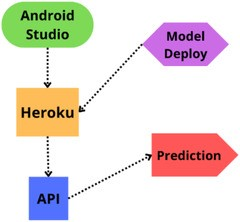 Android
Studio
Model
Deploy
Heroku
Prediction
API